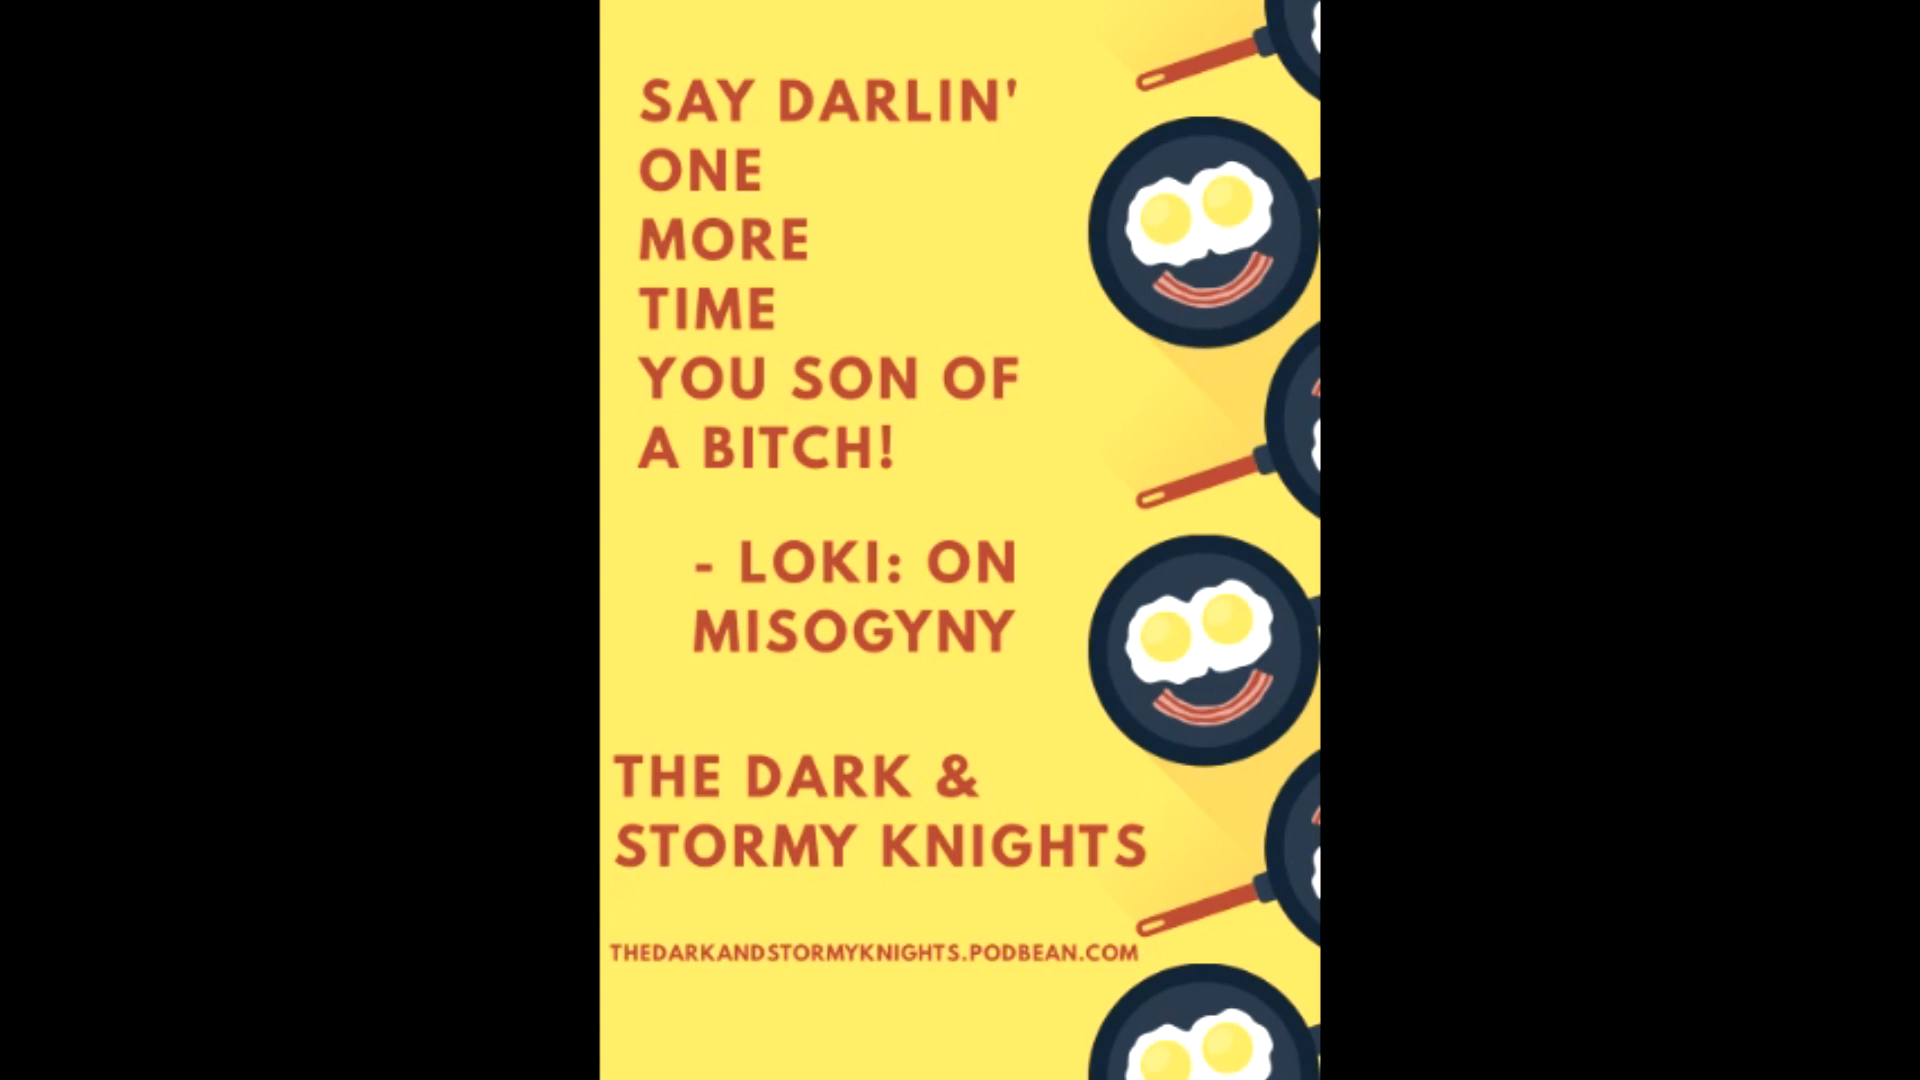 SAY DARLIN'
ONE
MORE
TIME
YOU SON OF
A BITCH!
- LOKI: ON
MISOGYNY
THE DARK &
STORMY KNIGHTS
THEDARKANDSTORMYKNIGHTS.PODBEAN.COM